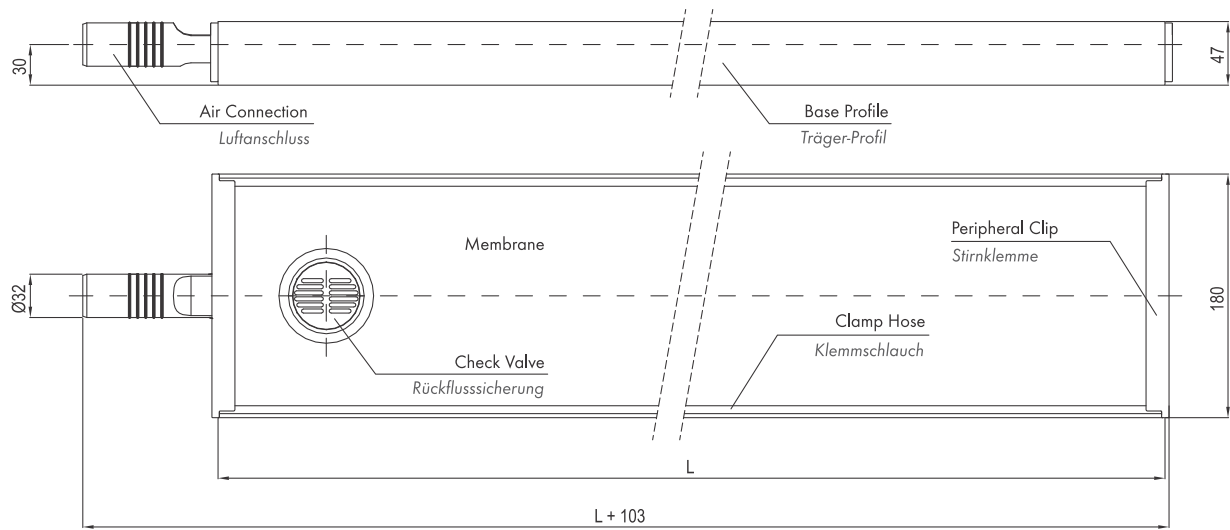 30
47
Air Connection
Luftanschluss
Base Profile
Träger-Profil
Membrane
Peripheral Clip
Stirnklemme
Ø32
180
Clamp Hose
Klemmschlauch
Check Valve
Rückflusssicherung
L
L + 103